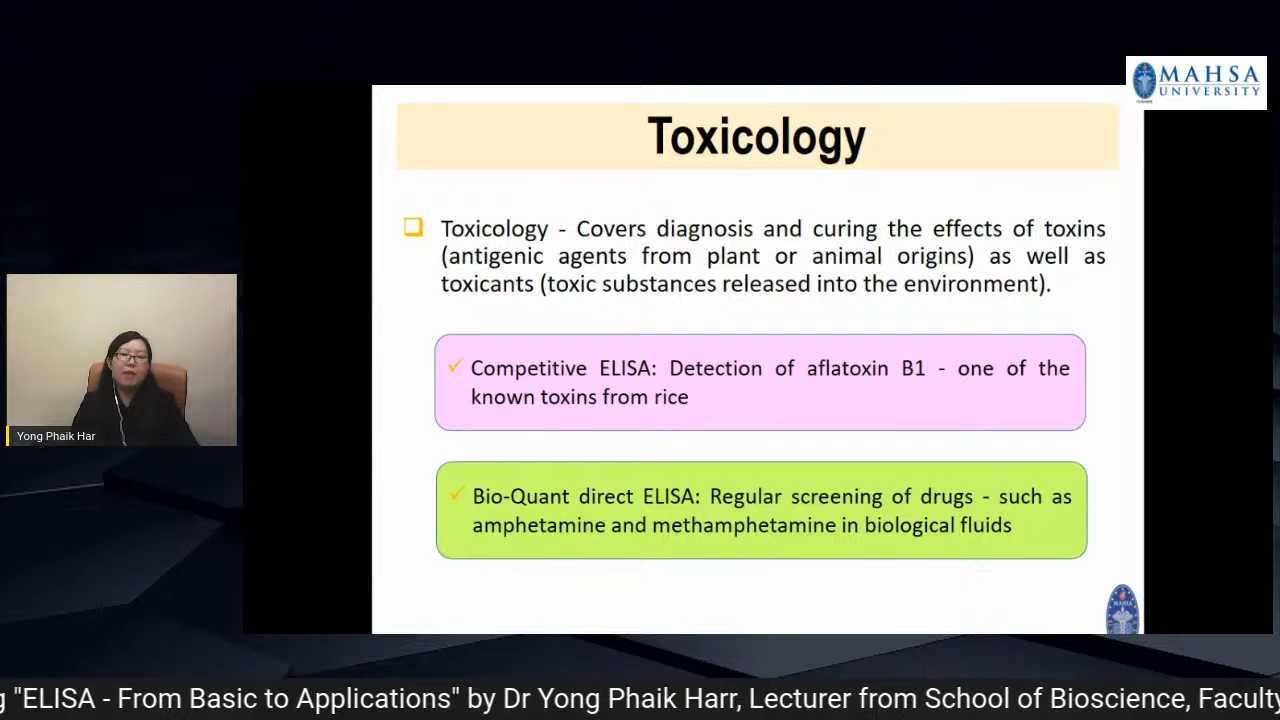 MAHSA
UNIVERSITY
Toxicology
Toxicology - Covers diagnosis and curing the effects of toxins
(antigenic agents from plant or animal origins) as well as
toxicants (toxic substances released into the environment).
Competitive ELISA: Detection of aflatoxin B1 - one of the
known toxins from rice
Bio-Quant direct ELISA: Regular screening of drugs - such as
amphetamine and methamphetamine in biological fluids
Yong Phaik Har
MAHSA
g "ELISA - From Basic to Applications" by Dr Yong Phaik Harr, Lecturer from School of Bioscience, Faculty